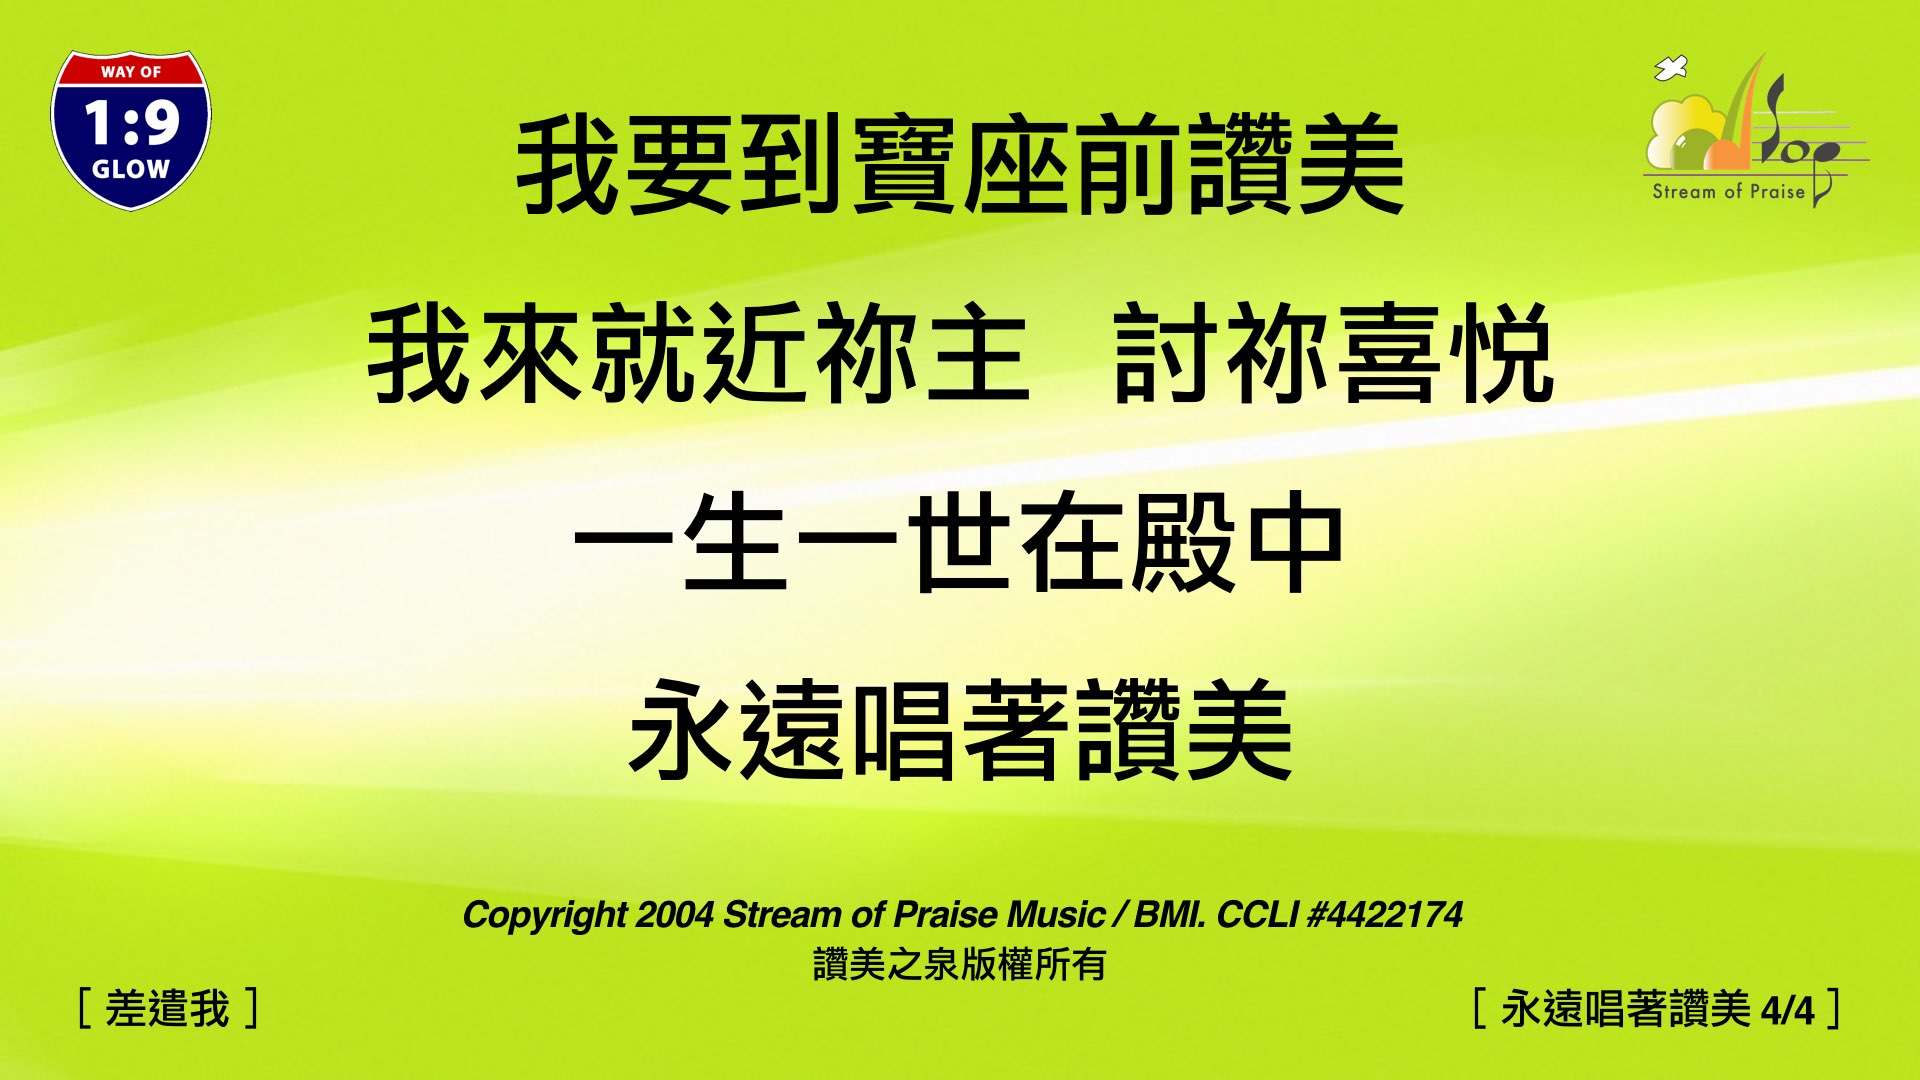 WAY OF
1:9
GLOW
Sop
Stream of Praise
我要到寶座前讚美
我來就近祢主 討祢喜悅
一生一世在殿中
永遠唱著讚美
Copyright 2004 Stream of Praise Music / BMI. CCLI #4422174
讚美之泉版權所有
[ 差遣我 ]
[ 永遠唱著讚美 4/4 ]